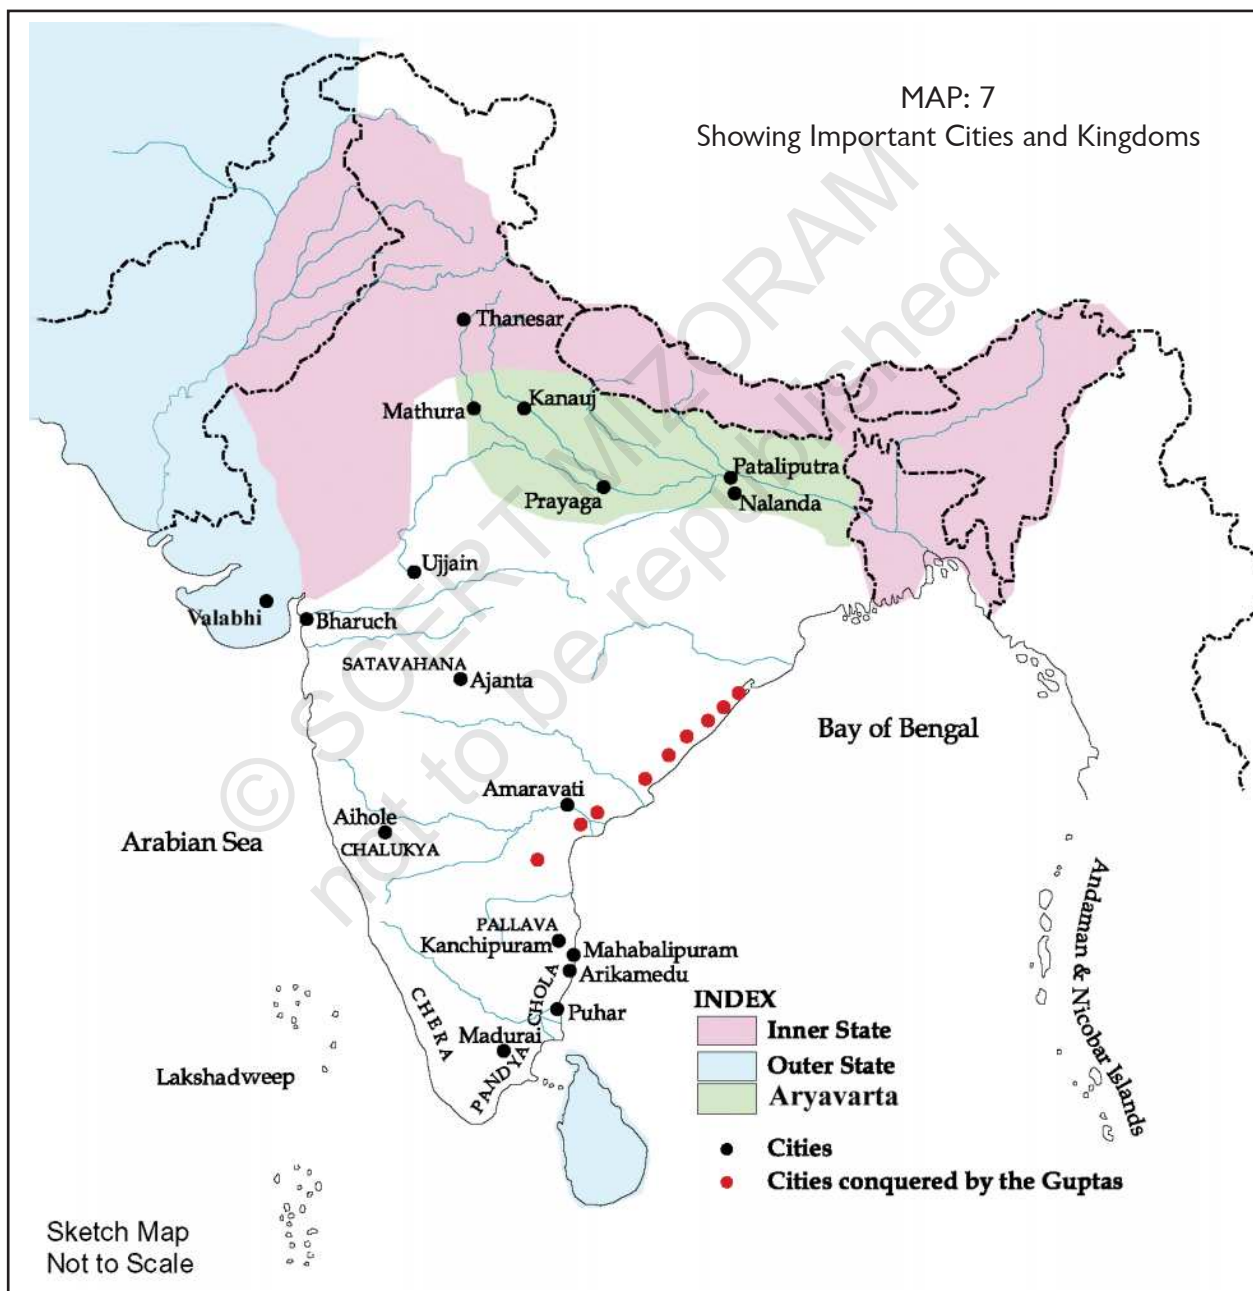 MAP: 7
Showing Important Cities and Kingdoms
© SCERT MIZORAM
not to be republished
Thanesar
Mathura
Kanauj
Pataliputra
Prayaga
Nalanda
Ujjain
Valabhi
Bharuch
SATAVAHANA
Ajanta
Bay of Bengal
Amaravati
Aihole
Arabian Sea
CHALUKYA
PALLAVA
Kanchipuram
Mahabalipuram
Arikamedu
CHOLA
Puhar
CHERA
Madurai
PANDYA
Lakshadweep
Andaman & Nicobar Islands
INDEX
Inner State
Outer State
Aryavarta
Cities
Cities conquered by the Guptas
Sketch Map
Not to Scale